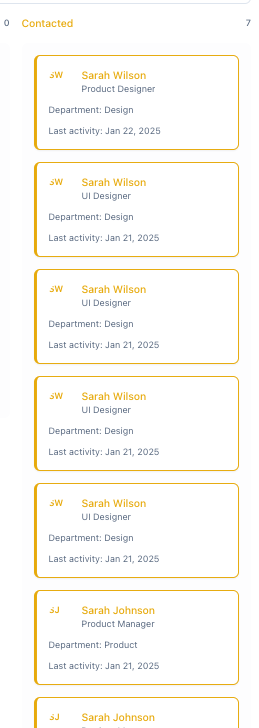 0 Contacted 7
SW Sarah Wilson
Product Designer
Department: Design
Last activity: Jan 22, 2025
SW Sarah Wilson
UI Designer
Department: Design
Last activity: Jan 21, 2025
SW Sarah Wilson
UI Designer
Department: Design
Last activity: Jan 21, 2025
SW Sarah Wilson
UI Designer
Department: Design
Last activity: Jan 21, 2025
SW Sarah Wilson
UI Designer
Department: Design
Last activity: Jan 21, 2025
SJ Sarah Johnson
Product Manager
Department: Product
Last activity: Jan 21, 2025
SJ Sarah Johnson